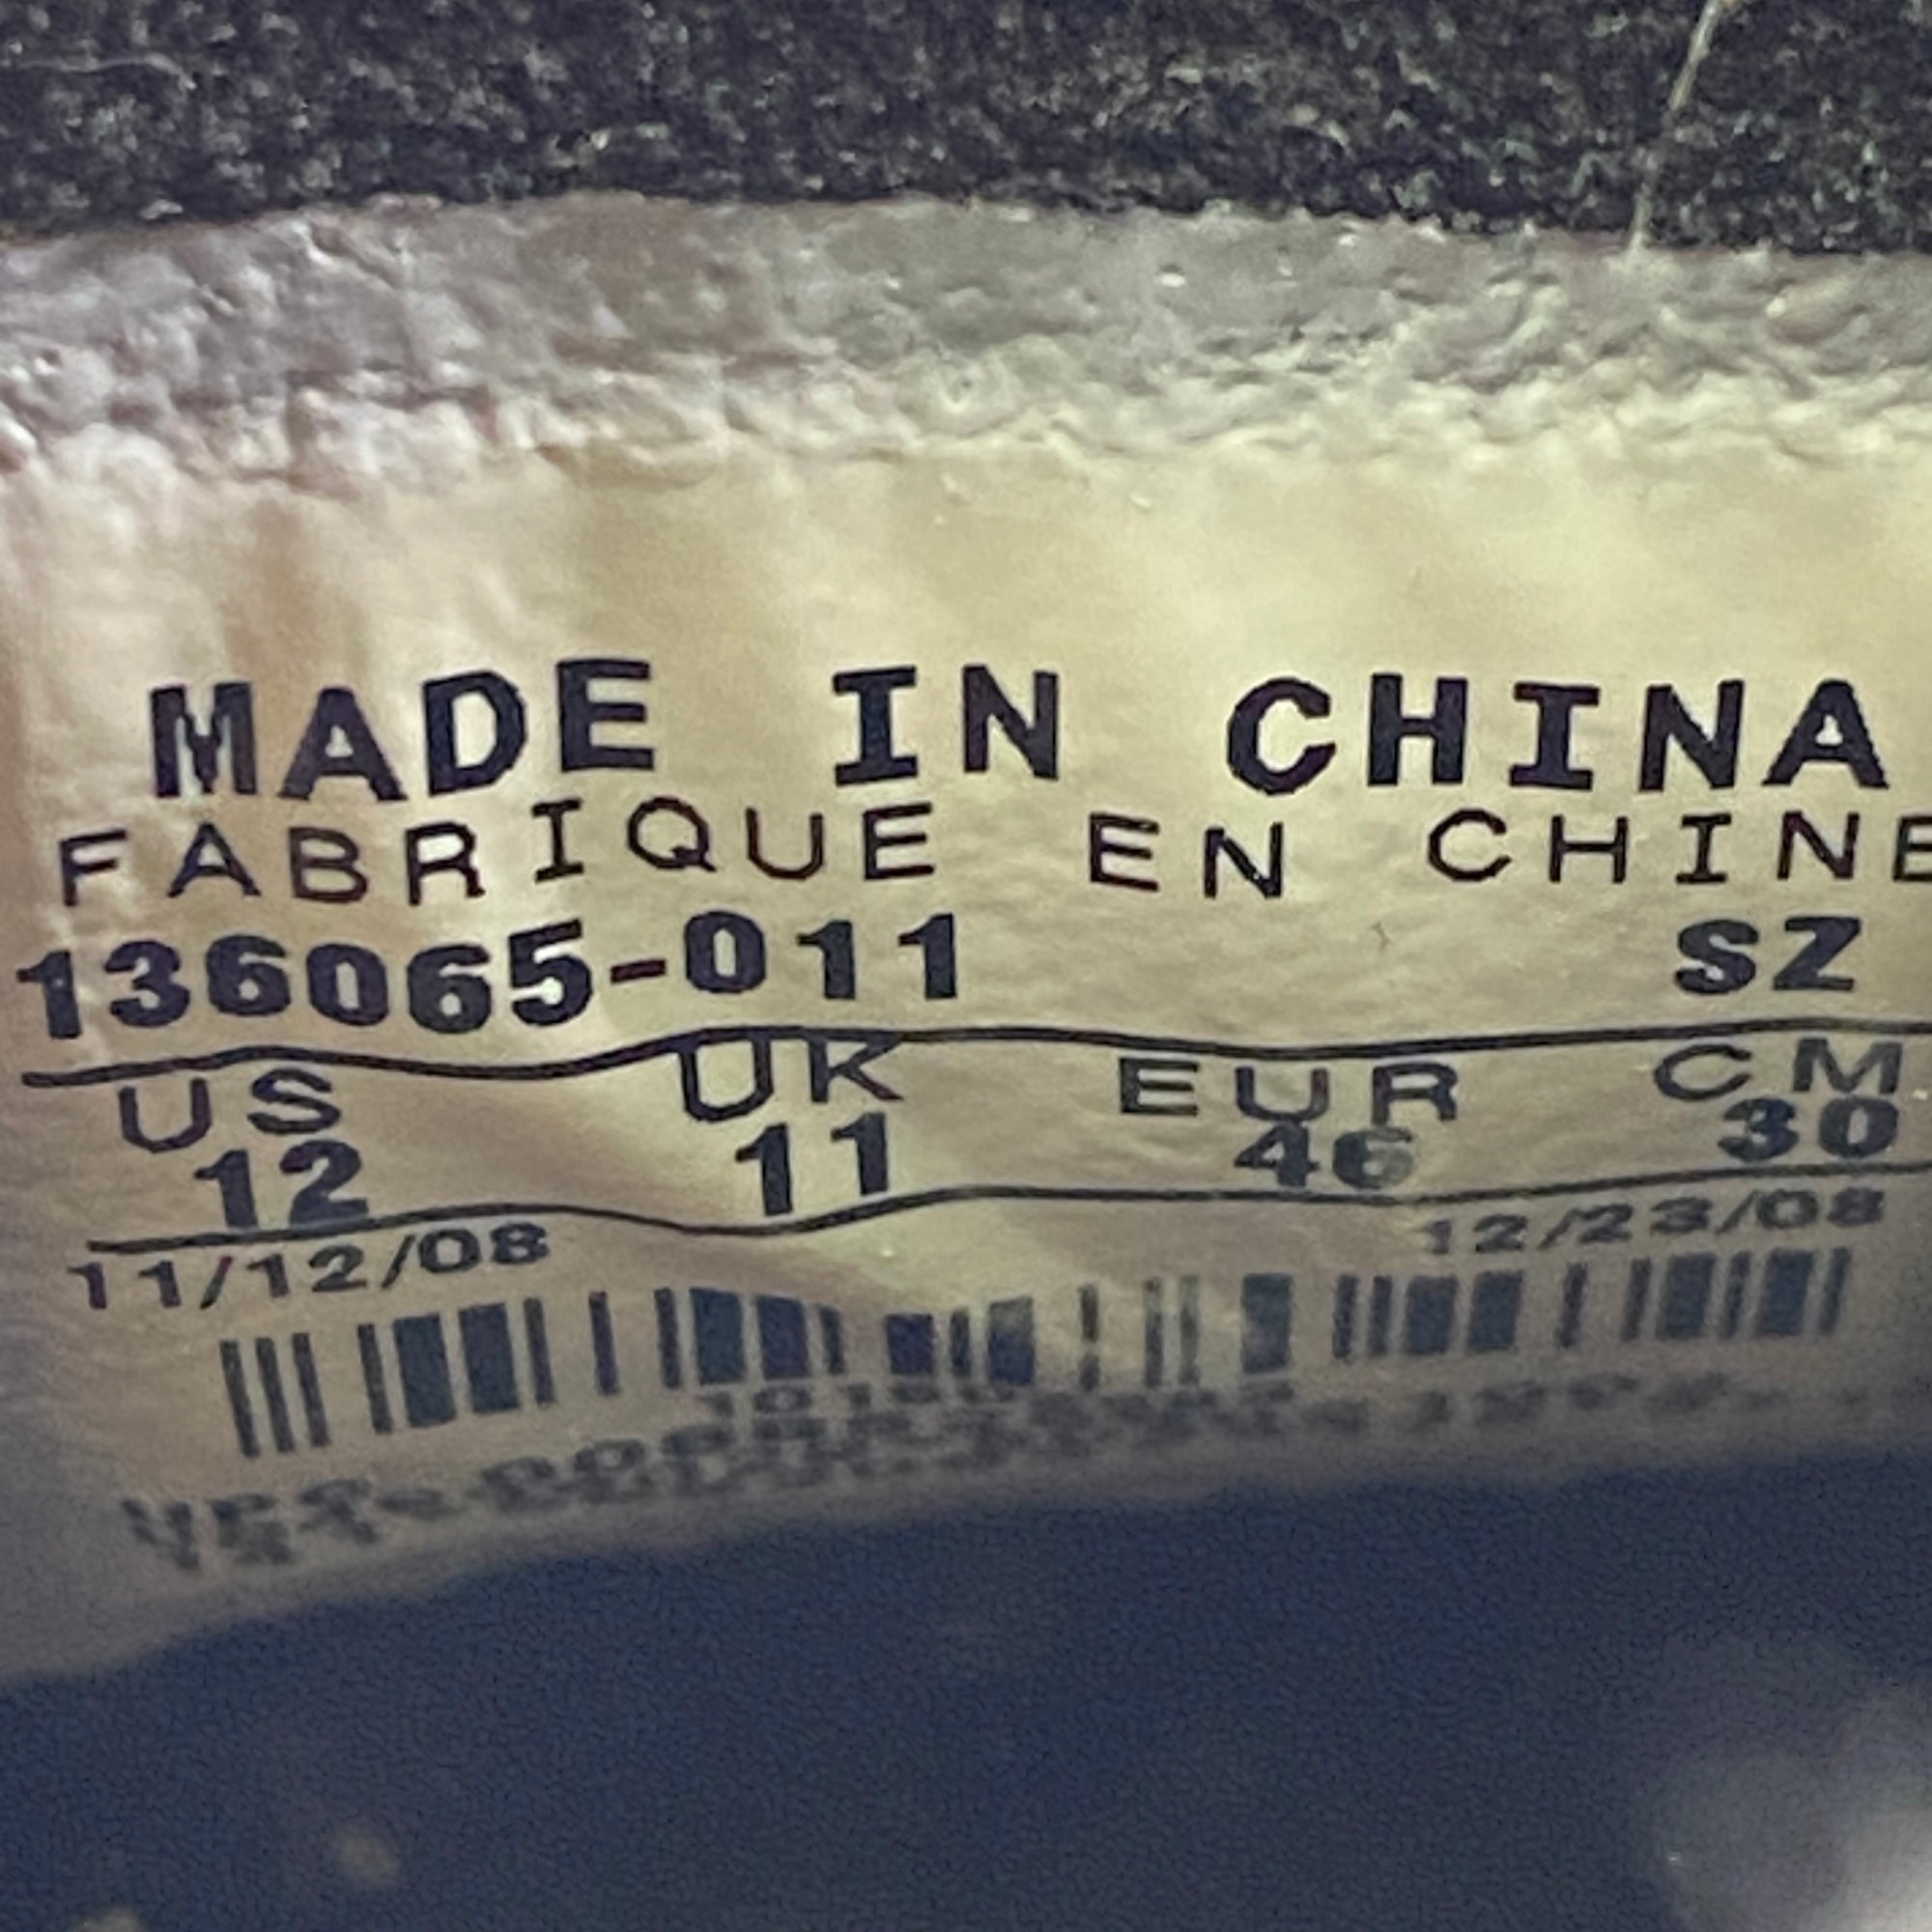 MADE IN CHINA
FABRIQUE EN CHINE
136065-011 SZ
US UK EUR CM
12 11 46 30
11/12/08 12/23/08